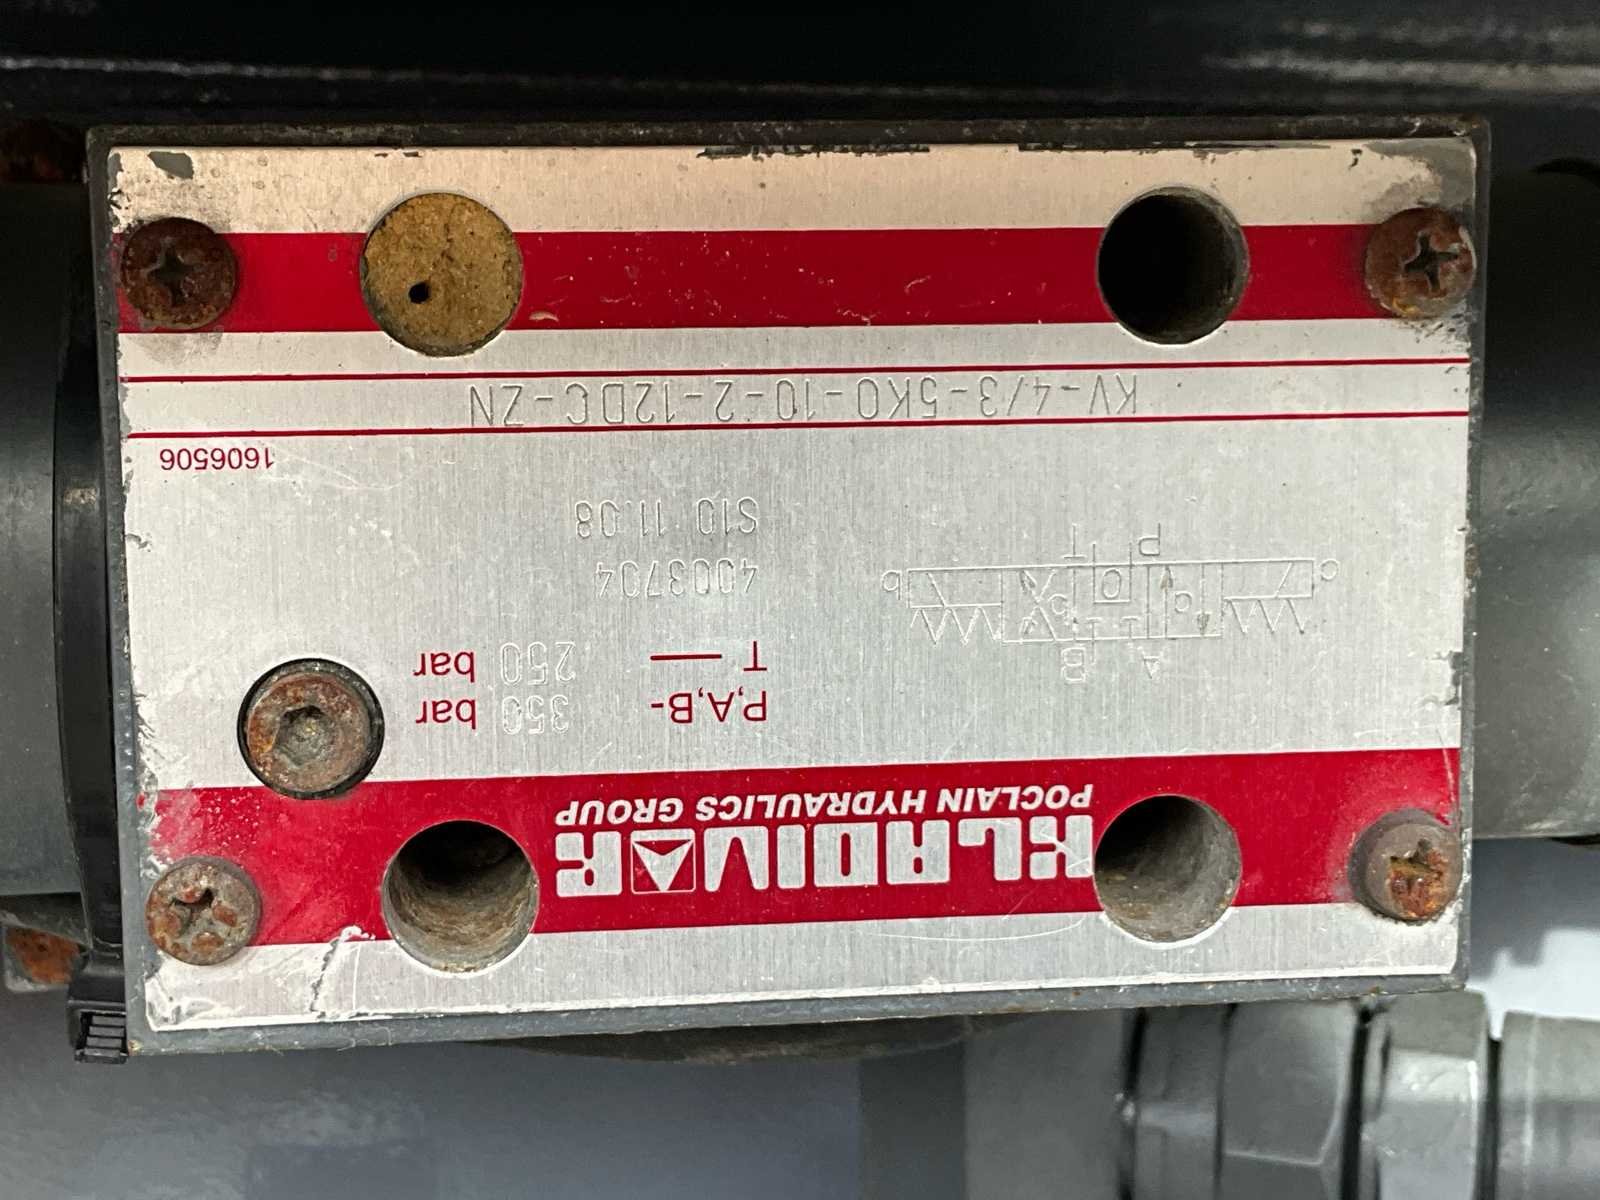 KLADIVAR
POCLAIN HYDRAULICS GROUP
P,A,B- 350 bar
T — 250 bar
A B
a a 0 b b
P T
4003704
S10 11.08
1606506
KV-4/3-5KO-10-2-12DC-ZN